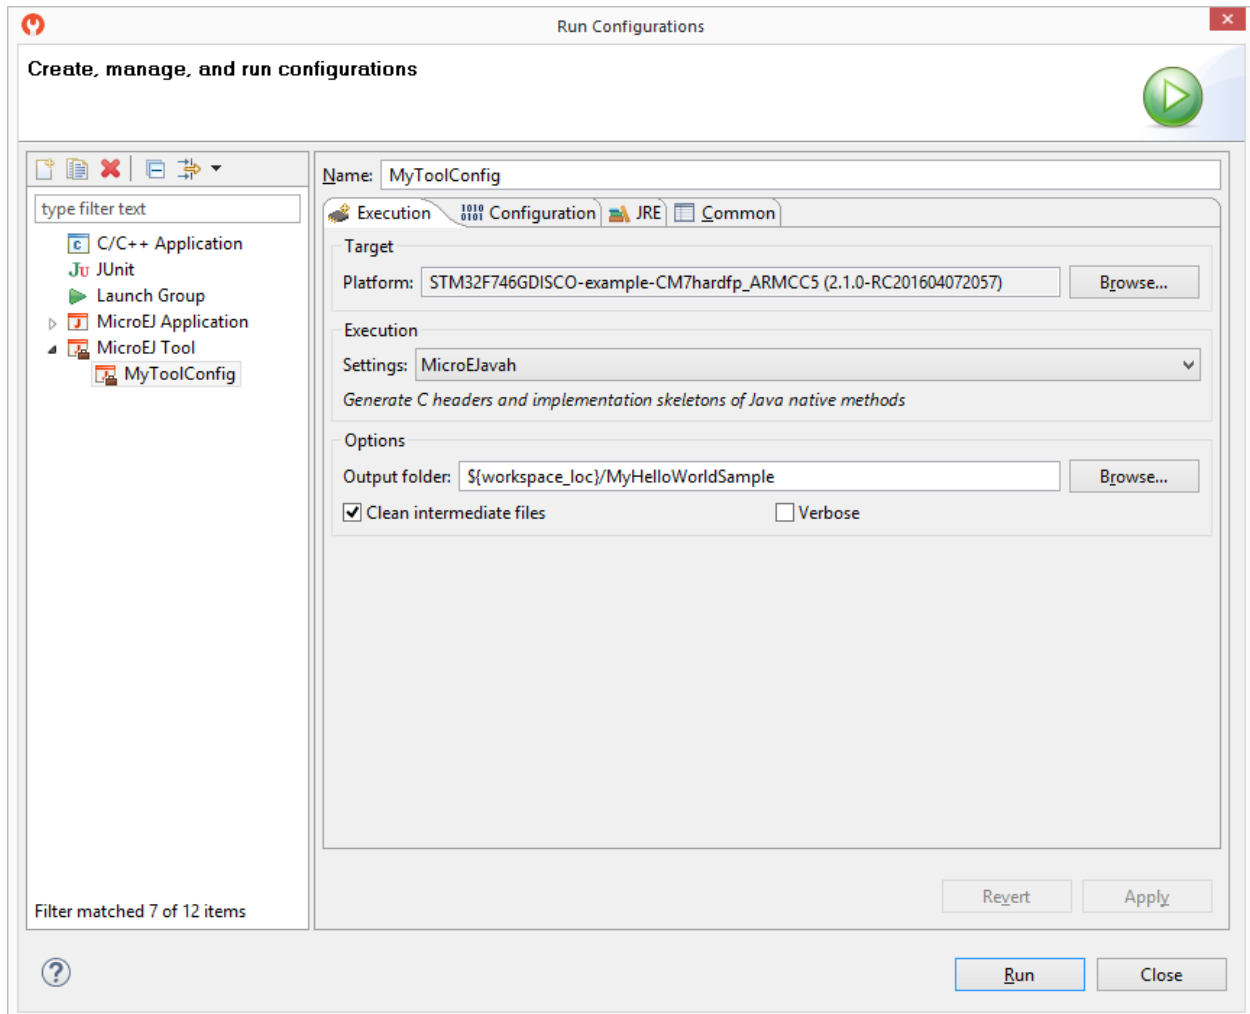 Run Configurations
Create, manage, and run configurations
type filter text
C/C++ Application
JUnit
Launch Group
MicroEJ Application
MicroEJ Tool
MyToolConfig
Filter matched 7 of 12 items
Name: MyToolConfig
Execution Configuration JRE Common
Target
Platform: STM32F746GDISCO-example-CM7hardfp_ARMCC5 (2.1.0-RC201604072057) Browse...
Execution
Settings: MicroEJavah
Generate C headers and implementation skeletons of Java native methods
Options
Output folder: ${workspace_loc}/MyHelloWorldSample Browse...
Clean intermediate files Verbose
Revert Apply
Run Close